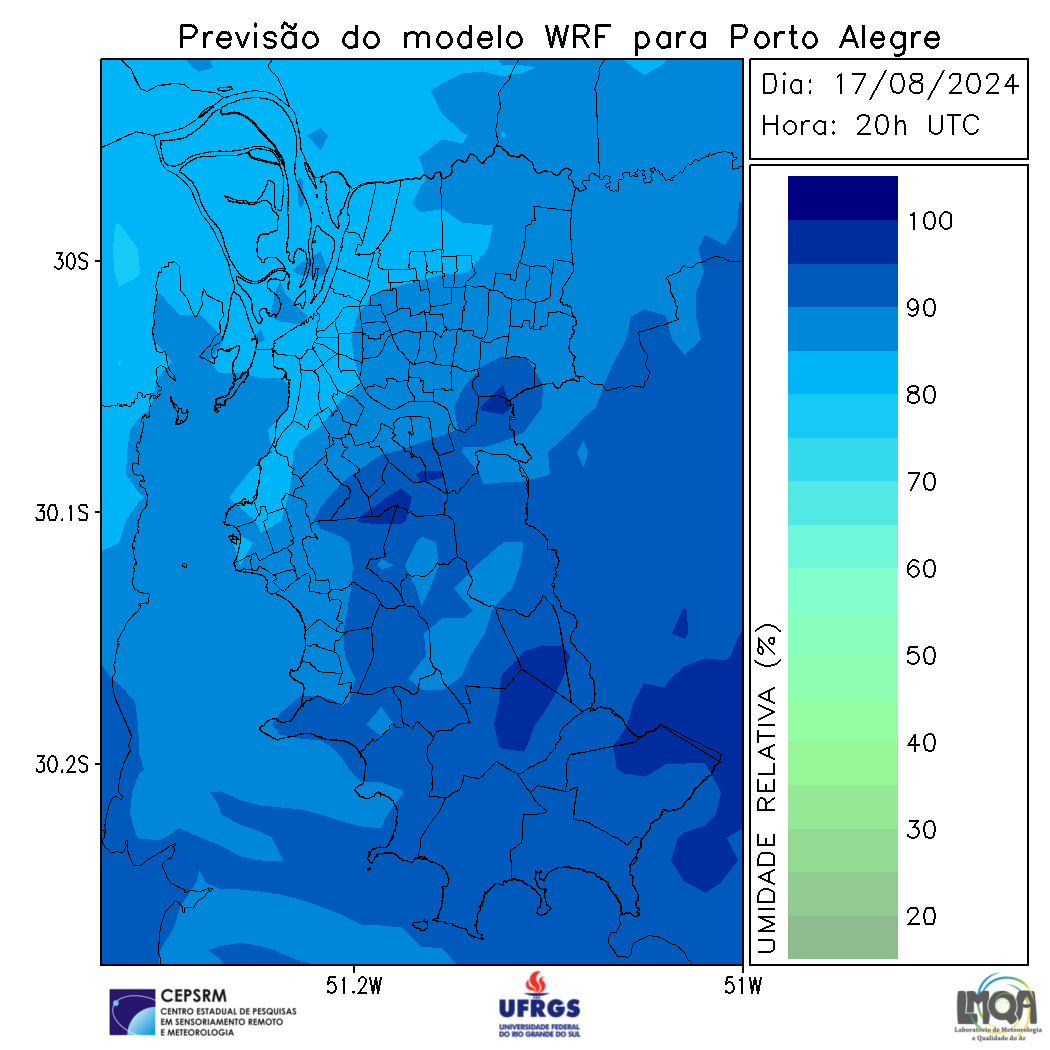 Previsão do modelo WRF para Porto Alegre
Dia: 17/08/2024
Hora: 20h UTC
100
90
80
70
60
50
40
30
20
UMIDADE RELATIVA (%)
30S
30.1S
30.2S
51.2W
51W
CEPSRM
CENTRO ESTADUAL DE PESQUISAS
EM SENSORIAMENTO REMOTO
E METEOROLOGIA
UFRGS
UNIVERSIDADE FEDERAL
DO RIO GRANDE DO SUL
LMQA
Laboratório de Meteorologia
e Qualidade do Ar